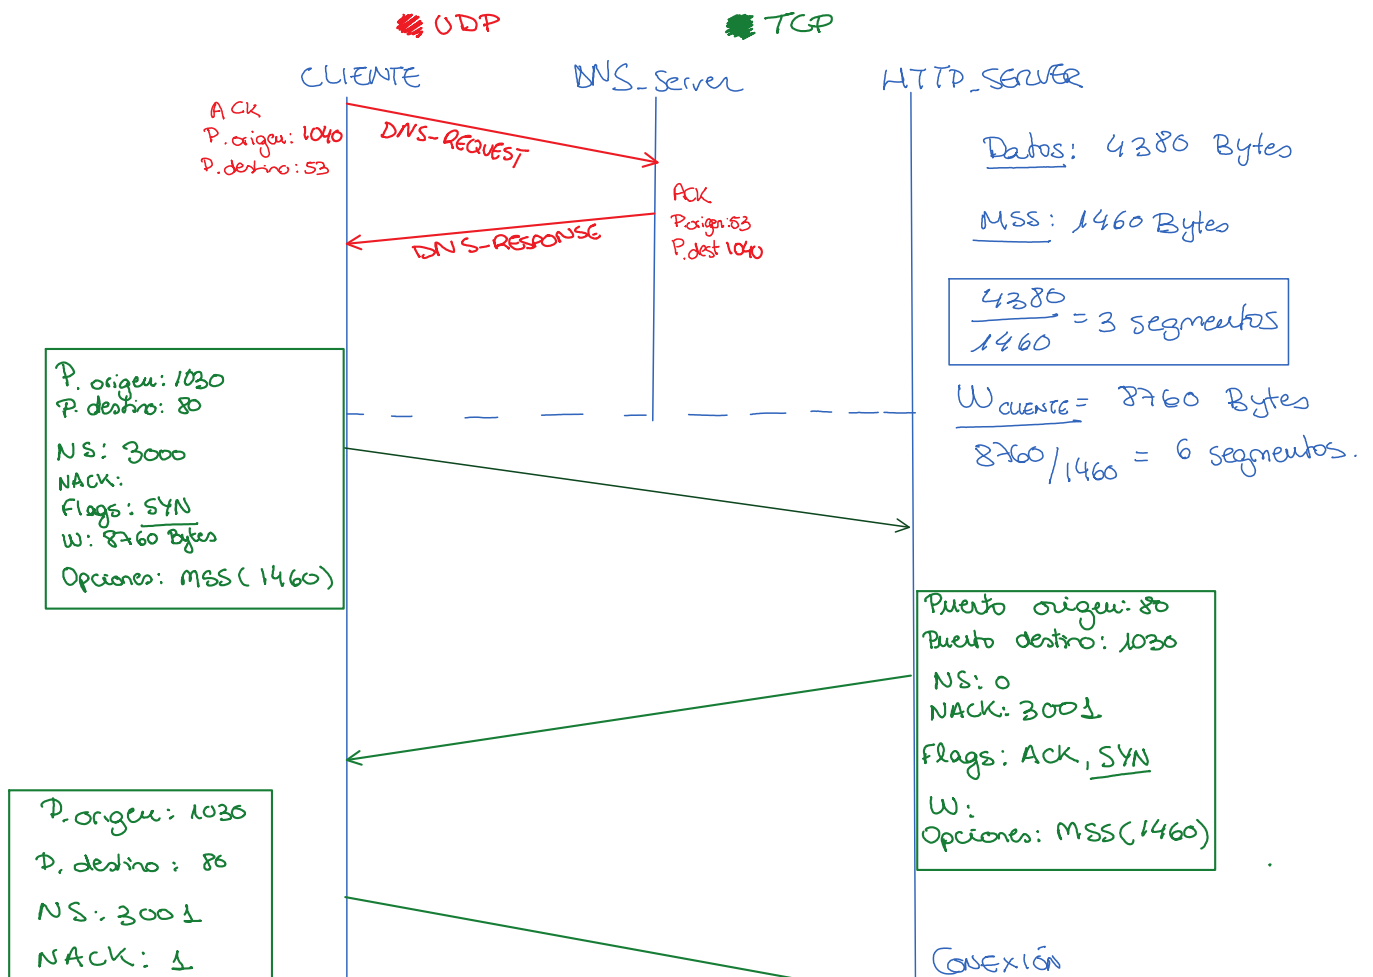 UDP
TCP
CLIENTE
DNS_Server
HTTP_SERVER
ACK
P.origen: 1040
P.destino: 53
DNS-REQUEST
ACK
P.origen: 53
P.dest 1040
DNS-RESPONSE
Datos: 4380 Bytes
MSS: 1460 Bytes
4380
1460
= 3 segmentos
W CLIENTE = 8760 Bytes
8760/1460 = 6 segmentos.
P. origen: 1030
P. destino: 80
NS: 3000
NACK:
Flags: SYN
W: 8760 Bytes
Opciones: MSS(1460)
Puerto origen: 80
Puerto destino: 1030
NS: 0
NACK: 3001
Flags: ACK, SYN
W:
Opciones: MSS(1460)
P.origen: 1030
P. destino: 80
NS: 3001
NACK: 1
CONEXIÓN